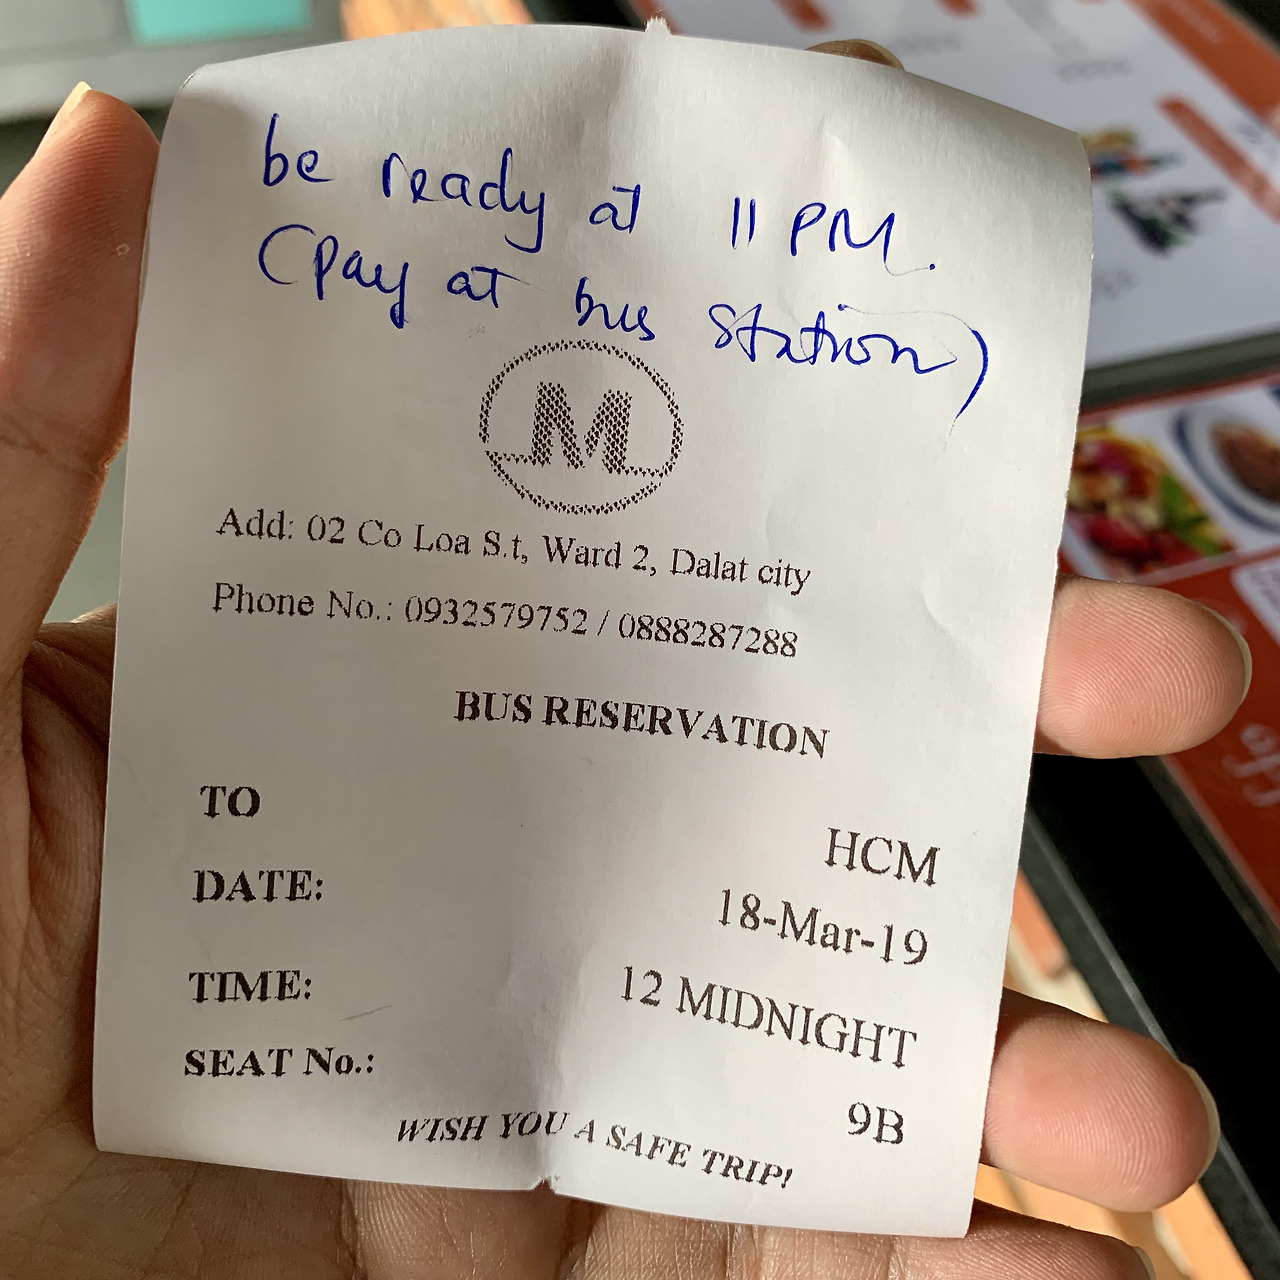 be ready at 11 PM.
(pay at bus station)
M
Add: 02 Co Loa S.t, Ward 2, Dalat city
Phone No.: 0932579752 / 0888287288
BUS RESERVATION
TO HCM
DATE: 18-Mar-19
TIME: 12 MIDNIGHT
SEAT No.: 9B
WISH YOU A SAFE TRIP!